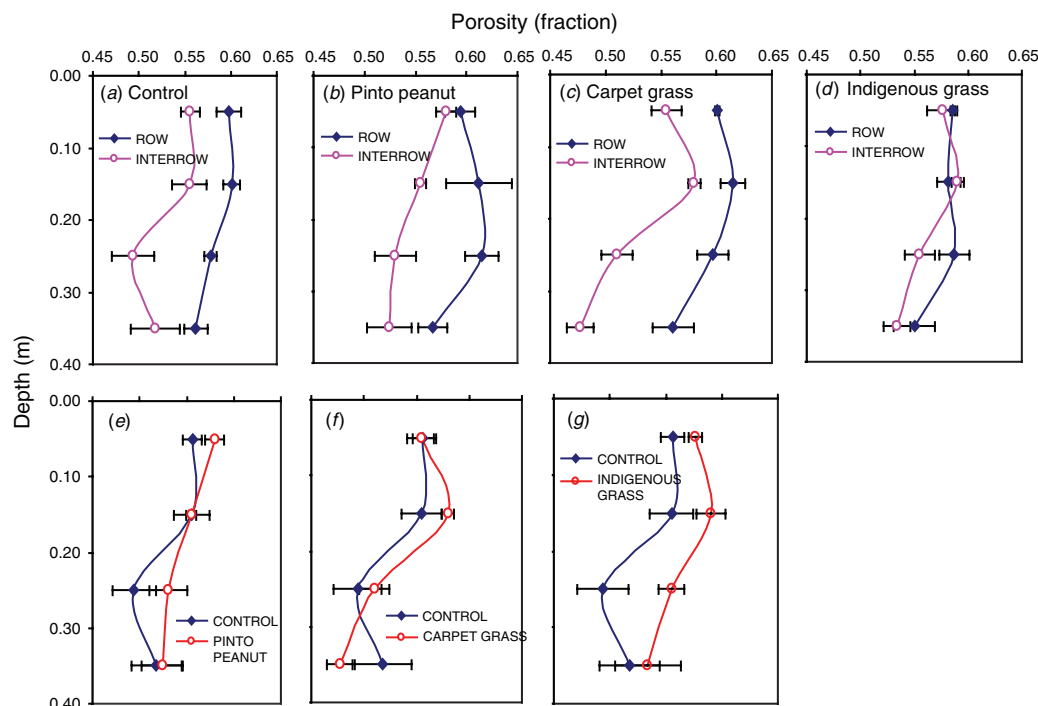 Porosity (fraction)
0.45 0.50 0.55 0.60 0.65
0.50 0.55 0.60 0.65
0.45 0.50 0.55 0.60 0.65
0.45 0.50 0.55 0.60 0.65
Depth (m)
0.00
0.10
0.20
0.30
0.40
(a) Control
ROW
INTERROW
(b) Pinto peanut
ROW
INTERROW
(c) Carpet grass
ROW
INTERROW
(d) Indigenous grass
ROW
INTERROW
0.00
0.10
0.20
0.30
0.40
(e)
CONTROL
PINTO
PEANUT
(f)
CONTROL
CARPET GRASS
(g)
CONTROL
INDIGENOUS
GRASS